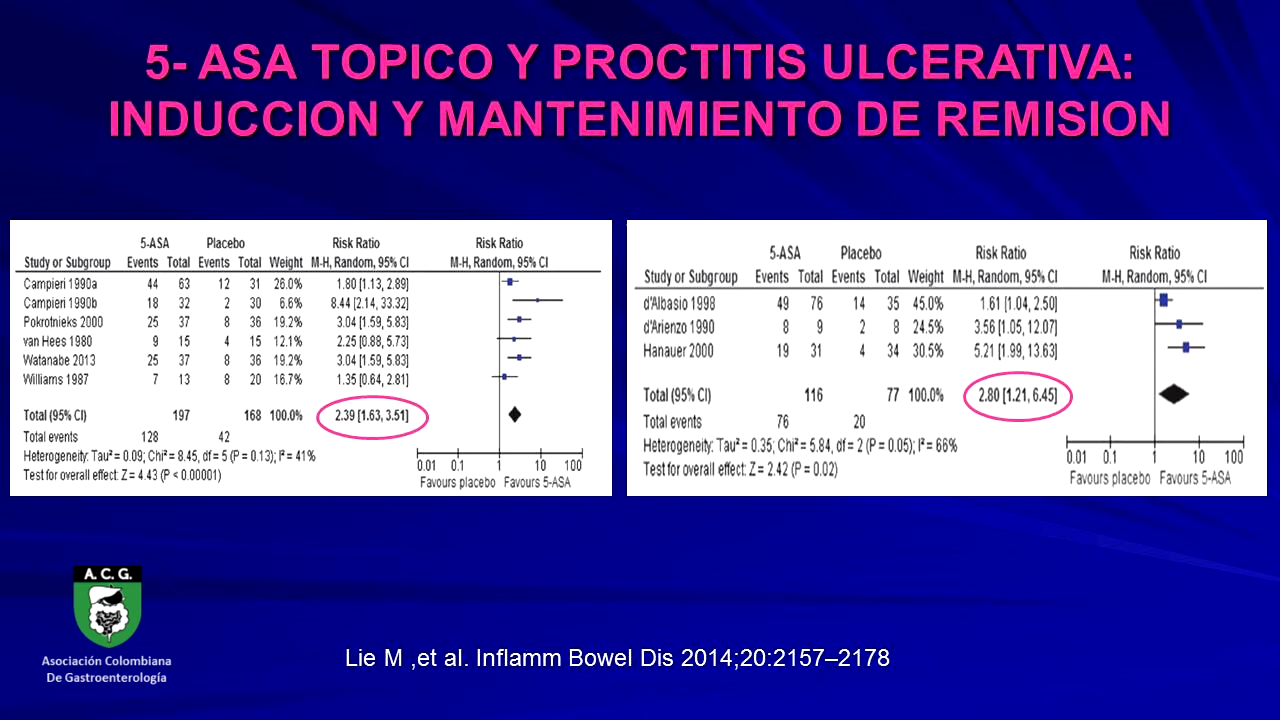 5- ASA TOPICO Y PROCTITIS ULCERATIVA:
INDUCCION Y MANTENIMIENTO DE REMISION
5-ASA Placebo Risk Ratio Risk Ratio
Study or Subgroup Events Total Events Total Weight M-H, Random, 95% CI M-H, Random, 95% CI
Campieri 1990a 44 63 12 31 26.0% 1.80 [1.13, 2.89]
Campieri 1990b 18 32 2 30 6.6% 8.44 [2.14, 33.32]
Pokrotnieks 2000 25 37 8 36 19.2% 3.04 [1.59, 5.83]
van Hees 1980 9 15 4 15 12.5% 2.25 [0.88, 5.73]
Watanabe 2013 25 37 8 36 19.2% 3.04 [1.59, 5.83]
Williams 1987 7 13 8 20 16.7% 1.35 [0.64, 2.81]
Total (95% CI) 197 168 100.0% 2.39 [1.63, 3.51]
Total events 128 42
Heterogeneity: Tau² = 0.09; Chi² = 8.45, df = 5 (P = 0.13); I² = 41%
Test for overall effect: Z = 4.43 (P < 0.00001)
0.01 0.1 1 10 100
Favours placebo Favours 5-ASA
5-ASA Placebo Risk Ratio Risk Ratio
Study or Subgroup Events Total Events Total Weight M-H, Random, 95% CI M-H, Random, 95% CI
d'Albasio 1998 49 76 14 35 45.0% 1.61 [1.04, 2.50]
d'Arienzo 1990 8 9 2 8 24.5% 3.56 [1.05, 12.07]
Hanauer 2000 19 31 4 34 30.5% 5.21 [1.99, 13.63]
Total (95% CI) 116 77 100.0% 2.80 [1.21, 6.45]
Total events 76 20
Heterogeneity: Tau² = 0.35; Chi² = 5.84, df = 2 (P = 0.05); I² = 66%
Test for overall effect: Z = 2.42 (P = 0.02)
0.01 0.1 1 10 100
Favours placebo Favours 5-ASA
A. C. G.
Asociación Colombiana
De Gastroenterología
Lie M ,et al. Inflamm Bowel Dis 2014;20:2157–2178